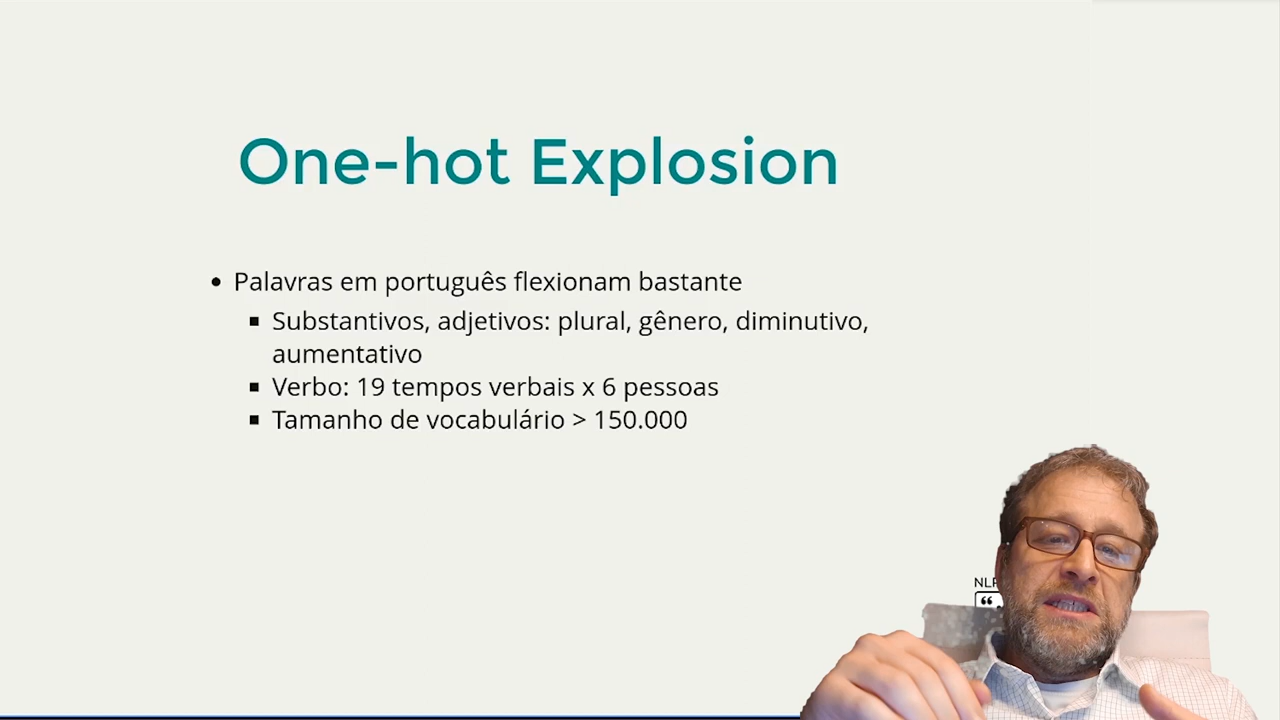 One-hot Explosion
• Palavras em português flexionam bastante
▪ Substantivos, adjetivos: plural, gênero, diminutivo,
aumentativo
▪ Verbo: 19 tempos verbais x 6 pessoas
▪ Tamanho de vocabulário > 150.000